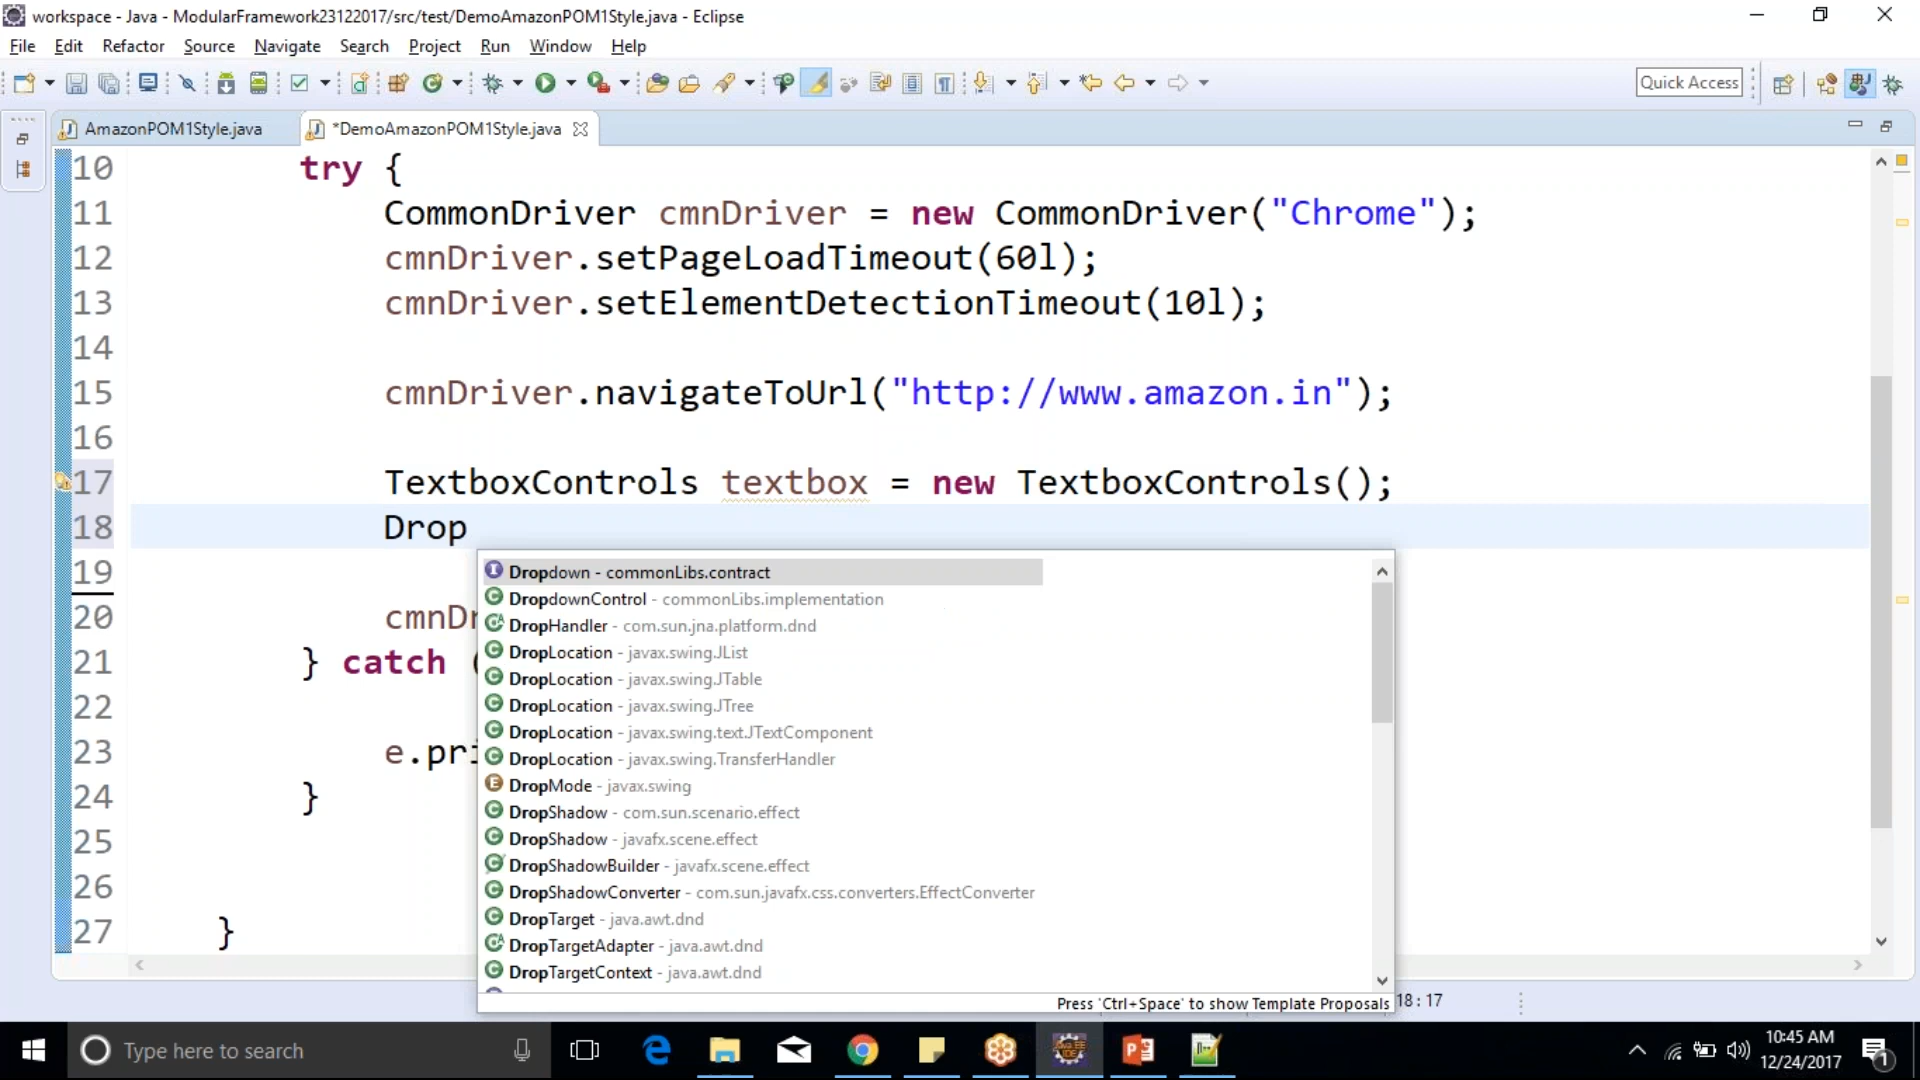 workspace - Java - ModularFramework23122017/src/test/DemoAmazonPOM1Style.java - Eclipse
File Edit Refactor Source Navigate Search Project Run Window Help
Quick Access
AmazonPOM1Style.java
*DemoAmazonPOM1Style.java
10 try {
11 CommonDriver cmnDriver = new CommonDriver("Chrome");
12 cmnDriver.setPageLoadTimeout(60l);
13 cmnDriver.setElementDetectionTimeout(10l);
14
15 cmnDriver.navigateToUrl("http://www.amazon.in");
16
17 TextboxControls textbox = new TextboxControls();
18 Drop
19
20 cmnDr
21 } catch (
22
23 e.pri
24 }
25
26
27 }
Dropdown - commonLibs.contract
DropdownControl - commonLibs.implementation
DropHandler - com.sun.jna.platform.dnd
DropLocation - javax.swing.JList
DropLocation - javax.swing.JTable
DropLocation - javax.swing.JTree
DropLocation - javax.swing.text.JTextComponent
DropLocation - javax.swing.TransferHandler
DropMode - javax.swing
DropShadow - com.sun.scenario.effect
DropShadow - javafx.scene.effect
DropShadowBuilder - javafx.scene.effect
DropShadowConverter - com.sun.javafx.css.converters.EffectConverter
DropTarget - java.awt.dnd
DropTargetAdapter - java.awt.dnd
DropTargetContext - java.awt.dnd
Press 'Ctrl+Space' to show Template Proposals
18 : 17
Type here to search
10:45 AM
12/24/2017
1